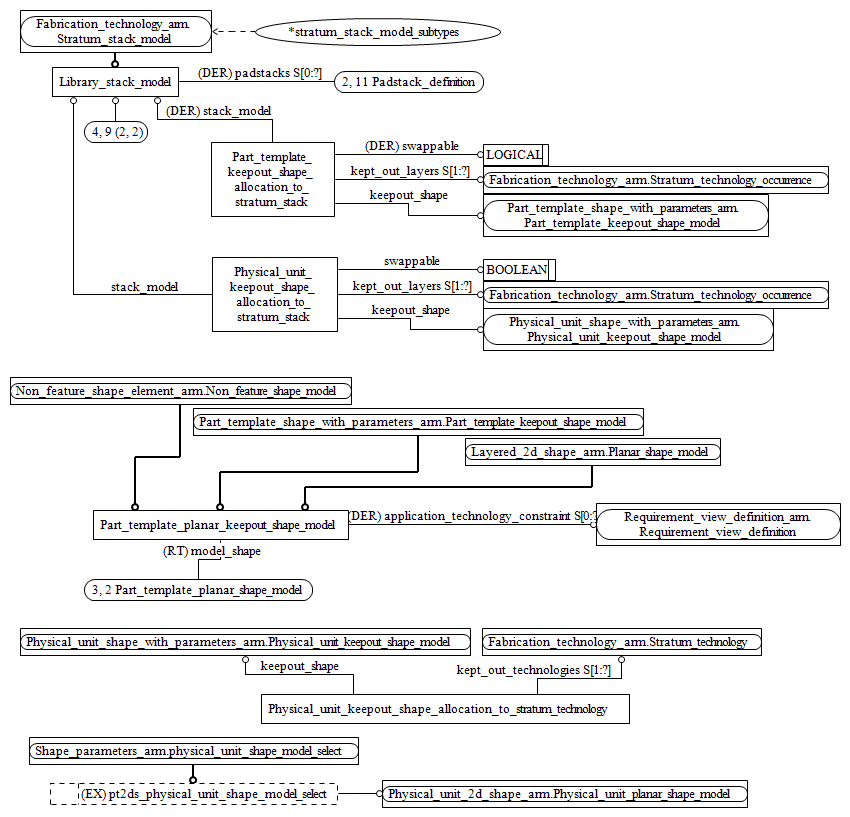 Fabrication_technology_arm.
Stratum_stack_model
*stratum_stack_model_subtypes
Library_stack_model
(DER) padstacks S[0:?]
2, 11 Padstack_definition
4, 9 (2, 2)
(DER) stack_model
Part_template_
keepout_shape_
allocation_to_
stratum_stack
(DER) swappable
LOGICAL
kept_out_layers S[1:?]
Fabrication_technology_arm.Stratum_technology_occurrence
keepout_shape
Part_template_shape_with_parameters_arm.
Part_template_keepout_shape_model
stack_model
Physical_unit_
keepout_shape_
allocation_to_
stratum_stack
swappable
BOOLEAN
kept_out_layers S[1:?]
Fabrication_technology_arm.Stratum_technology_occurrence
keepout_shape
Physical_unit_shape_with_parameters_arm.
Physical_unit_keepout_shape_model
Non_feature_shape_element_arm.Non_feature_shape_model
Part_template_shape_with_parameters_arm.Part_template_keepout_shape_model
Layered_2d_shape_arm.Planar_shape_model
Part_template_planar_keepout_shape_model
(DER) application_technology_constraint S[0:?
Requirement_view_definition_arm.
Requirement_view_definition
(RT) model_shape
3, 2 Part_template_planar_shape_model
Physical_unit_shape_with_parameters_arm.Physical_unit_keepout_shape_model
Fabrication_technology_arm.Stratum_technology
keepout_shape
kept_out_technologies S[1:?]
Physical_unit_keepout_shape_allocation_to_stratum_technology
Shape_parameters_arm.physical_unit_shape_model_select
(EX) pt2ds_physical_unit_shape_model_select
Physical_unit_2d_shape_arm.Physical_unit_planar_shape_model